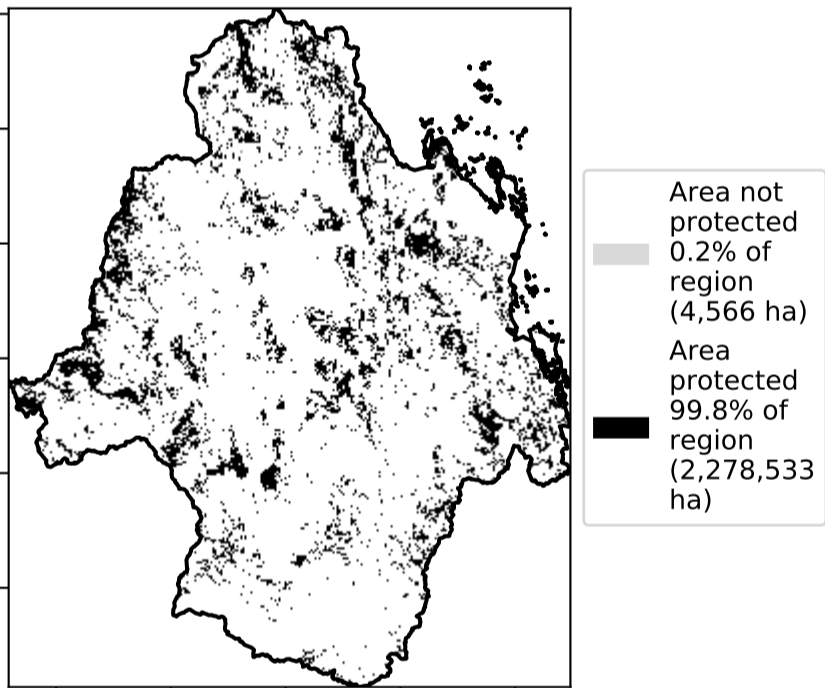 Area not
protected
0.2% of
region
(4,566 ha)
Area
protected
99.8% of
region
(2,278,533
ha)